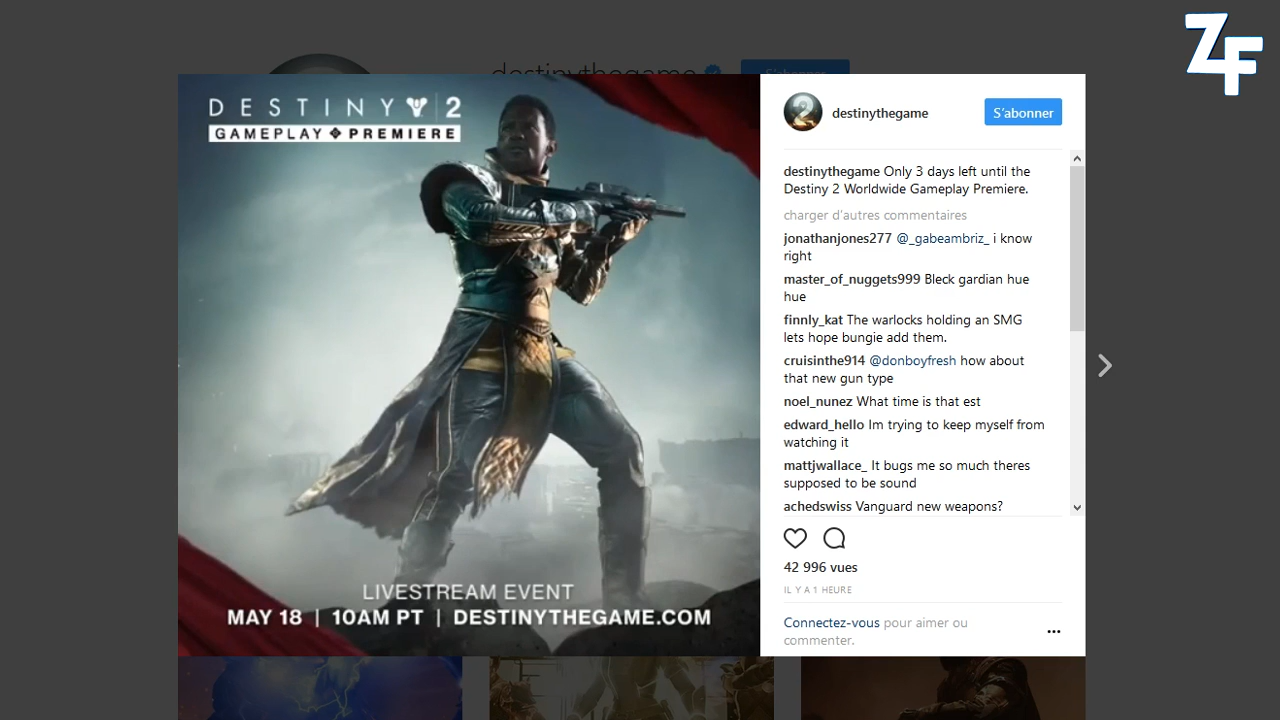 destinythegame
S'abonner
ZF
DESTINY 2
GAMEPLAY PREMIERE
LIVESTREAM EVENT
MAY 18 | 10AM PT | DESTINYTHEGAME.COM
destinythegame
S'abonner
destinythegame Only 3 days left until the
Destiny 2 Worldwide Gameplay Premiere.
charger d'autres commentaires
jonathanjones277 @_gabeambriz_ i know
right
master_of_nuggets999 Bleck gardian hue
hue
finnly_kat The warlocks holding an SMG
lets hope bungie add them.
cruisinthe914 @donboyfresh how about
that new gun type
noel_nunez What time is that est
edward_hello Im trying to keep myself from
watching it
mattjwallace_ It bugs me so much theres
supposed to be sound
achedswiss Vanguard new weapons?
42 996 vues
IL Y A 1 HEURE
Connectez-vous pour aimer ou
commenter.